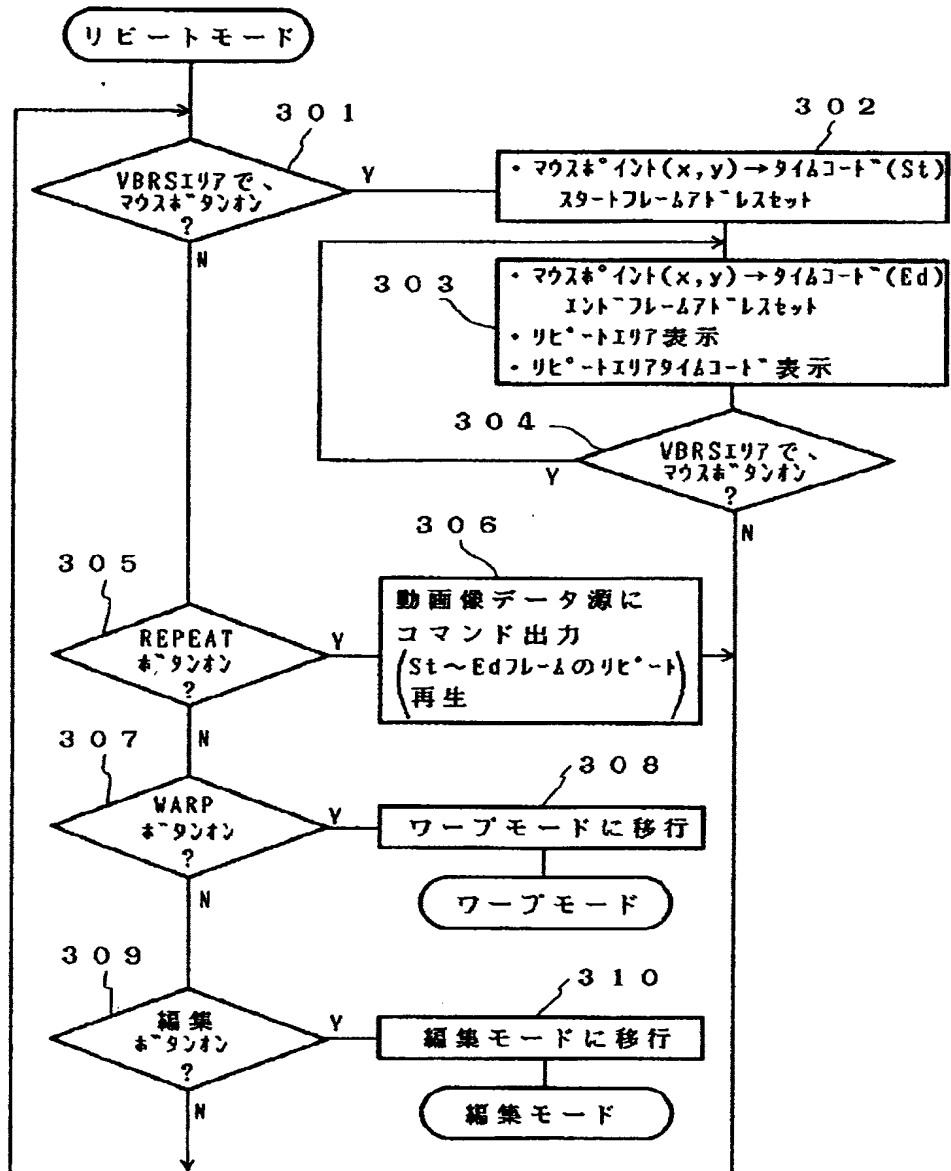 リピートモード
301
VBRSエリアで、
マウスボタンオン
?
Y
N
302
・マウスポイント(x,y)→タイムコード(St)
スタートフレームアドレスセット
303
・マウスポイント(x,y)→タイムコード(Ed)
エンドフレームアドレスセット
・リピートエリア表示
・リピートエリアタイムコード表示
304
VBRSエリアで、
マウスボタンオン
?
Y
N
305
REPEAT
ボタンオン
?
Y
N
306
動画像データ源に
コマンド出力
(St~Edフレームのリピート
再生)
307
WARP
ボタンオン
?
Y
N
308
ワープモードに移行
ワープモード
309
編集
ボタンオン
?
Y
N
310
編集モードに移行
編集モード